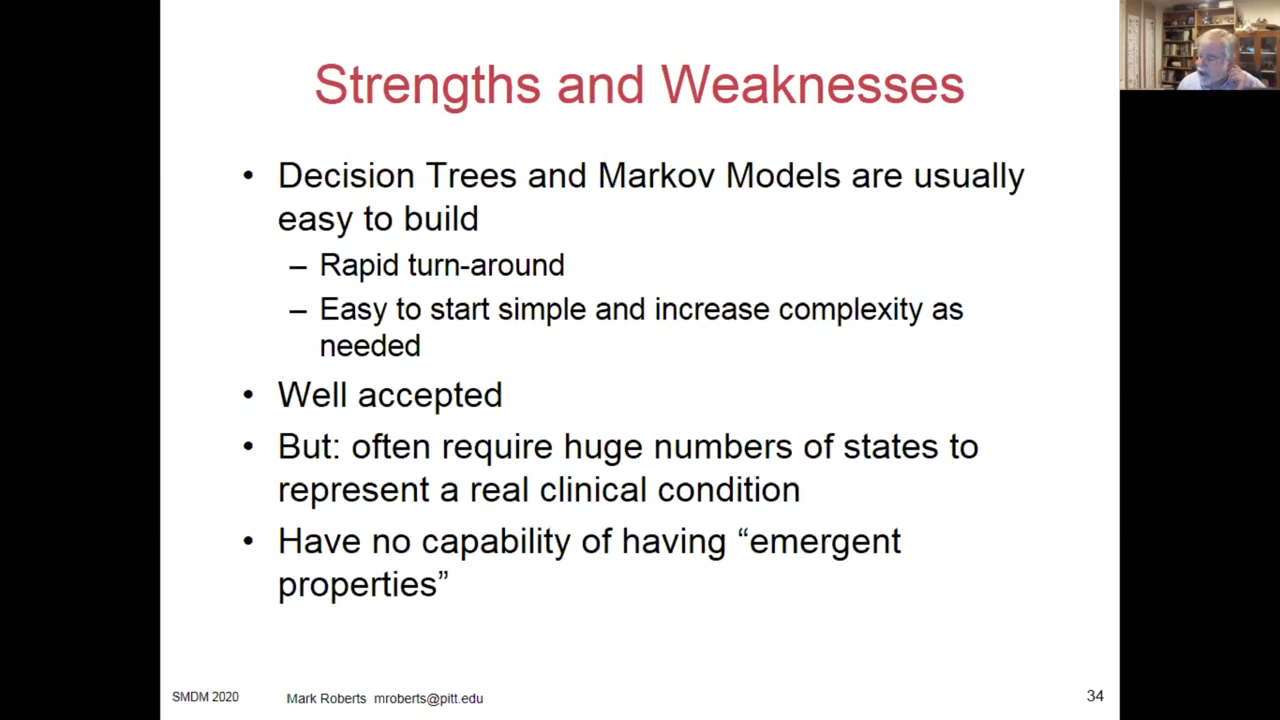 Strengths and Weaknesses
• Decision Trees and Markov Models are usually
easy to build
– Rapid turn-around
– Easy to start simple and increase complexity as
needed
• Well accepted
• But: often require huge numbers of states to
represent a real clinical condition
• Have no capability of having “emergent
properties”
SMDM 2020 Mark Roberts mroberts@pitt.edu 34